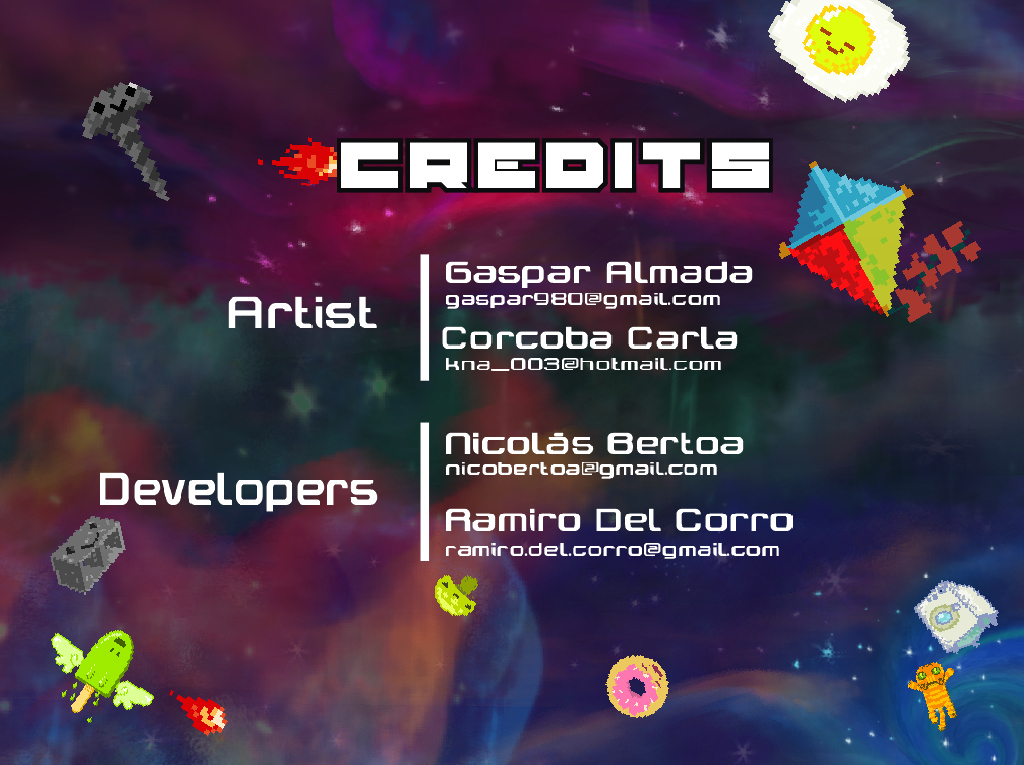 CREDITS
Artist
Gaspar Almada
gaspar980@gmail.com
Corcoba Carla
kna_003@hotmail.com
Developers
Nicolás Bertoa
nicobertoa@gmail.com
Ramiro Del Corro
ramiro.del.corro@gmail.com